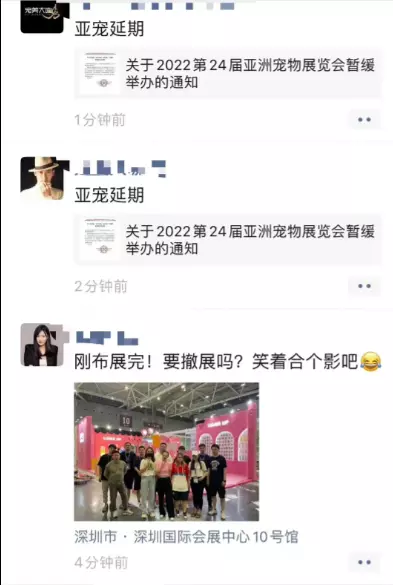 亚宠延期
关于2022第24届亚洲宠物展览会暂缓
举办的通知
1分钟前
亚宠延期
关于2022第24届亚洲宠物展览会暂缓
举办的通知
2分钟前
刚布展完！要撤展吗？笑着合个影吧😂
10
深圳市·深圳国际会展中心10号馆
4分钟前